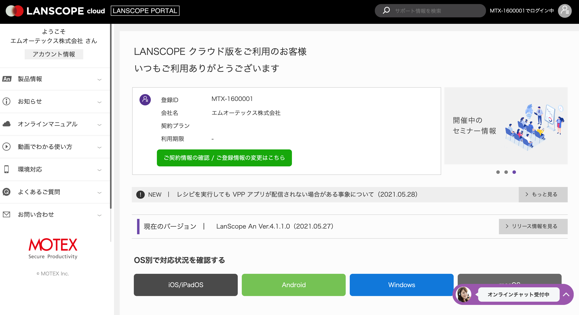 LANSCOPE cloud LANSCOPE PORTAL
サポート情報を検索
MTX-1600001でログイン中
ようこそ
エムオーテックス株式会社 さん
アカウント情報
製品情報
お知らせ
オンラインマニュアル
動画でわかる使い方
環境対応
よくあるご質問
お問い合わせ
MOTEX
Secure Productivity
© MOTEX Inc.
LANSCOPE クラウド版をご利用のお客様
いつもご利用ありがとうございます
登録ID MTX-1600001
会社名 エムオーテックス株式会社
契約プラン
利用期限 -
ご契約情報の確認 / ご登録情報の変更はこちら
開催中の
セミナー情報
NEW | レシピを実行しても VPP アプリが配信されない場合がある事象について（2021.05.28）
> もっと見る
現在のバージョン | LanScope An Ver.4.1.1.0（2021.05.27）
> リリース情報を見る
OS別で対応状況を確認する
iOS/iPadOS
Android
Windows
オンラインチャット受付中